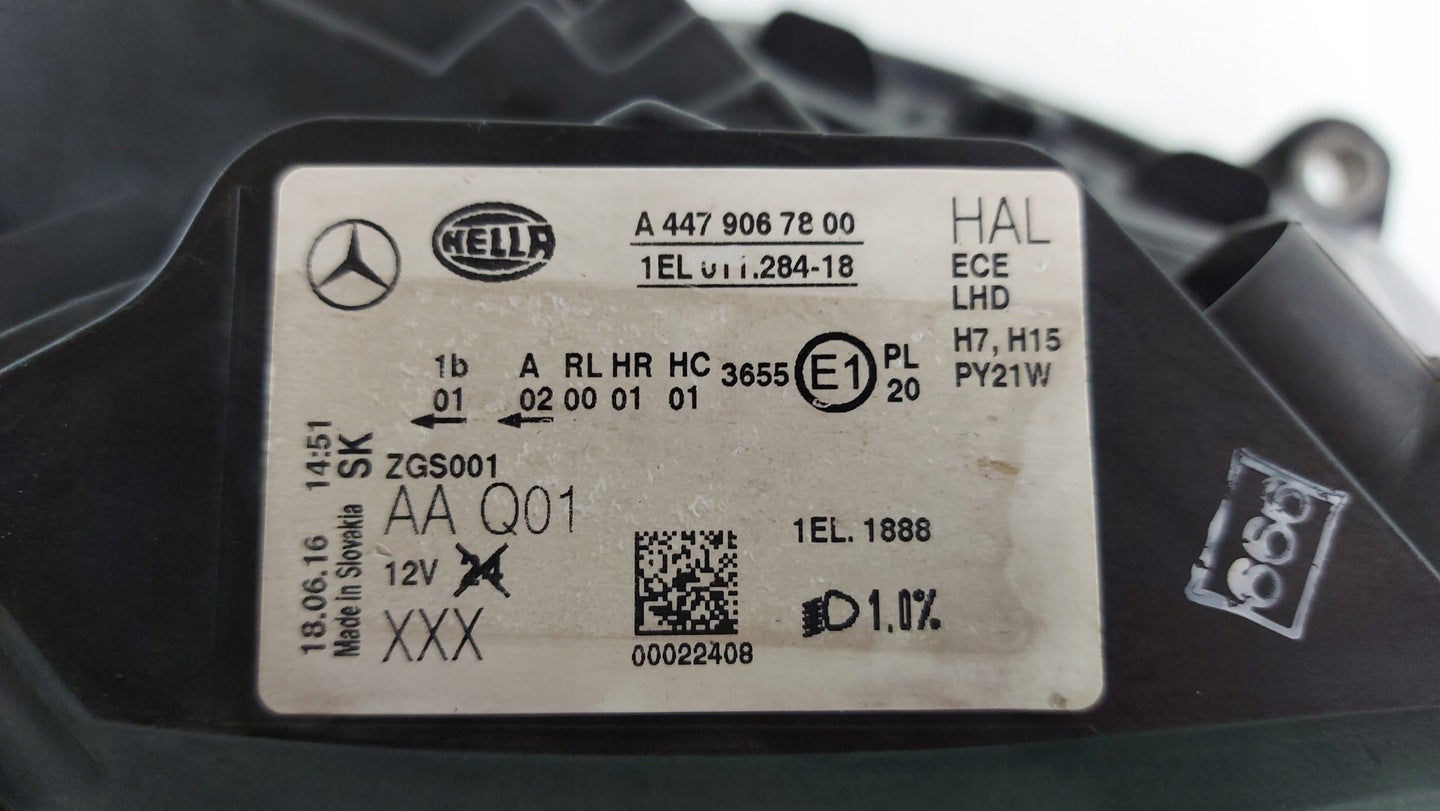 HELLA
A 447 906 78 00
1EL 011.284-18
HAL
ECE
LHD
H7, H15
PY21W
1b A RL HR HC 3655 E1 PL
01 02 00 01 01 20
18.06.16 14:51
Made in Slovakia SK
ZGS001
AA Q01
12V 24
XXX
00022408
1EL. 1888
1,0%